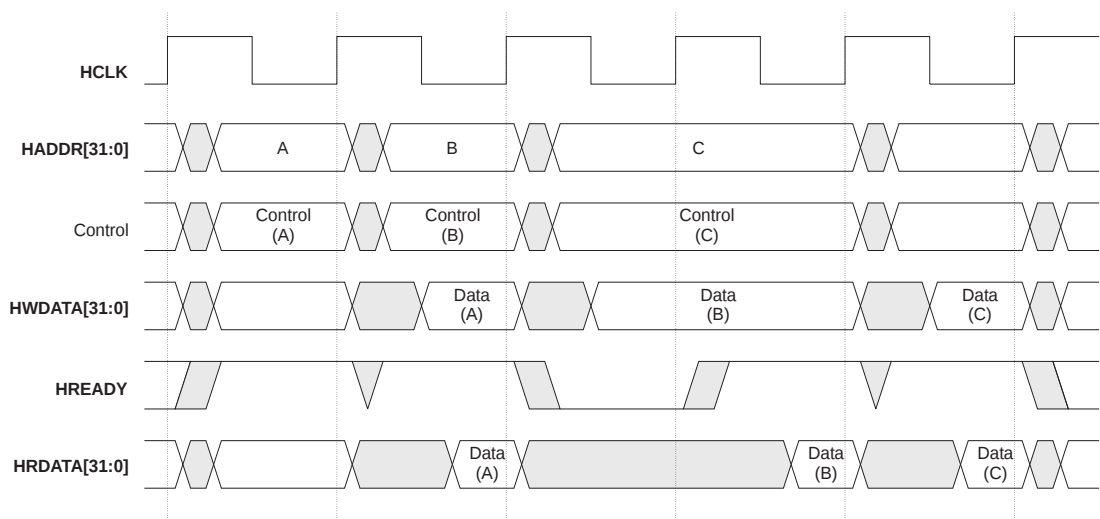 HCLK
HADDR[31:0]
A
B
C
Control
Control
(A)
Control
(B)
Control
(C)
HWDATA[31:0]
Data
(A)
Data
(B)
Data
(C)
HREADY
HRDATA[31:0]
Data
(A)
Data
(B)
Data
(C)